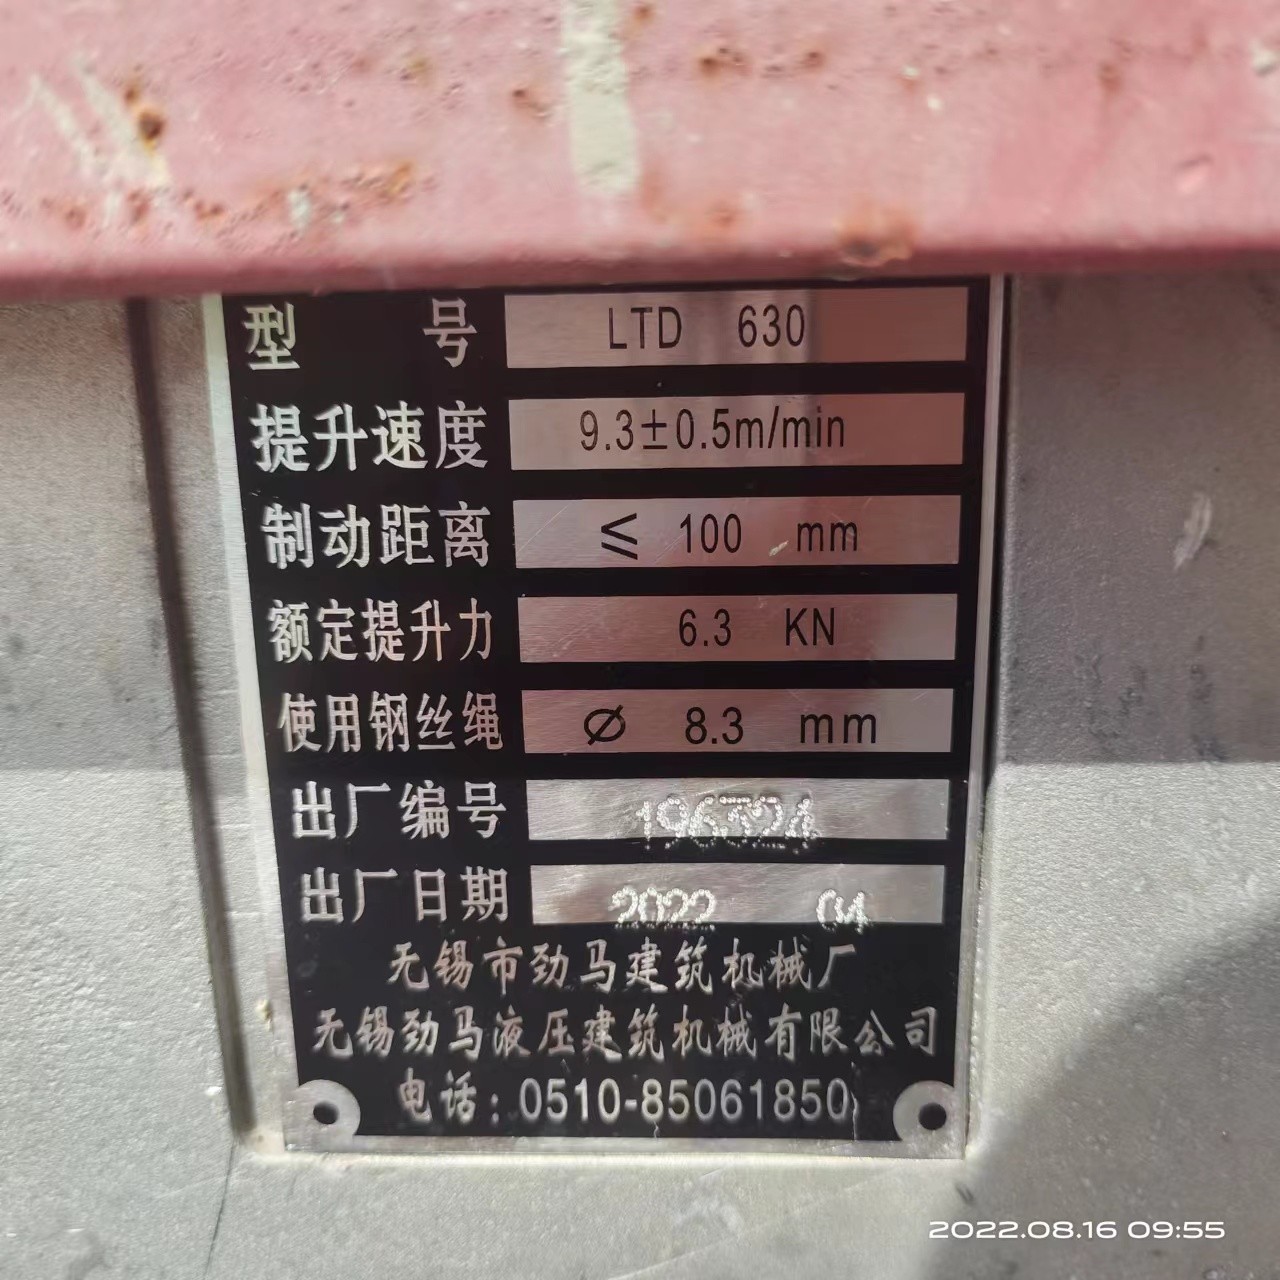 型号 LTD 630
提升速度 9.3±0.5m/min
制动距离 ≤ 100 mm
额定提升力 6.3 KN
使用钢丝绳 ∅ 8.3 mm
出厂编号 196324
出厂日期 2022 04
无锡市劲马建筑机械厂
无锡劲马液压建筑机械有限公司
电话:0510-85061850
2022.08.16 09:55